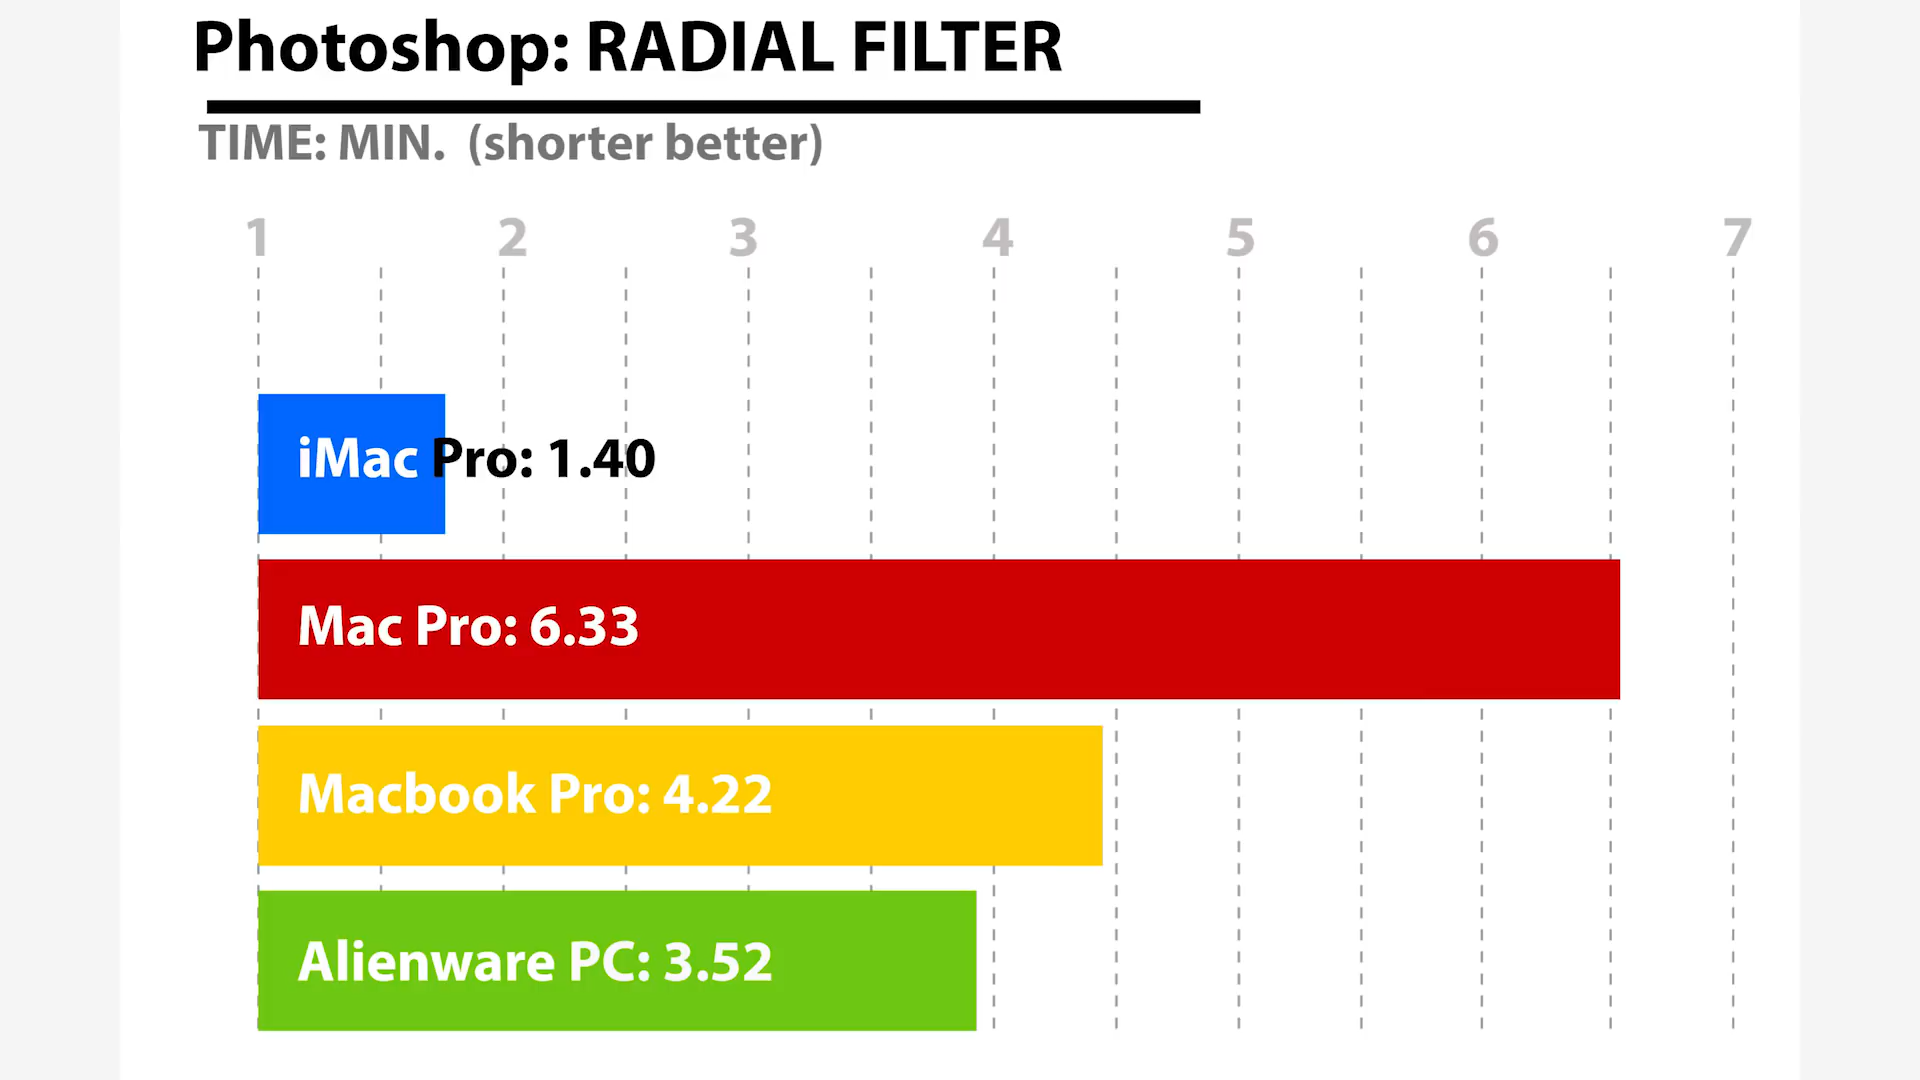 Photoshop: RADIAL FILTER
TIME: MIN. (shorter better)
1 2 3 4 5 6 7
iMac Pro: 1.40
Mac Pro: 6.33
Macbook Pro: 4.22
Alienware PC: 3.52